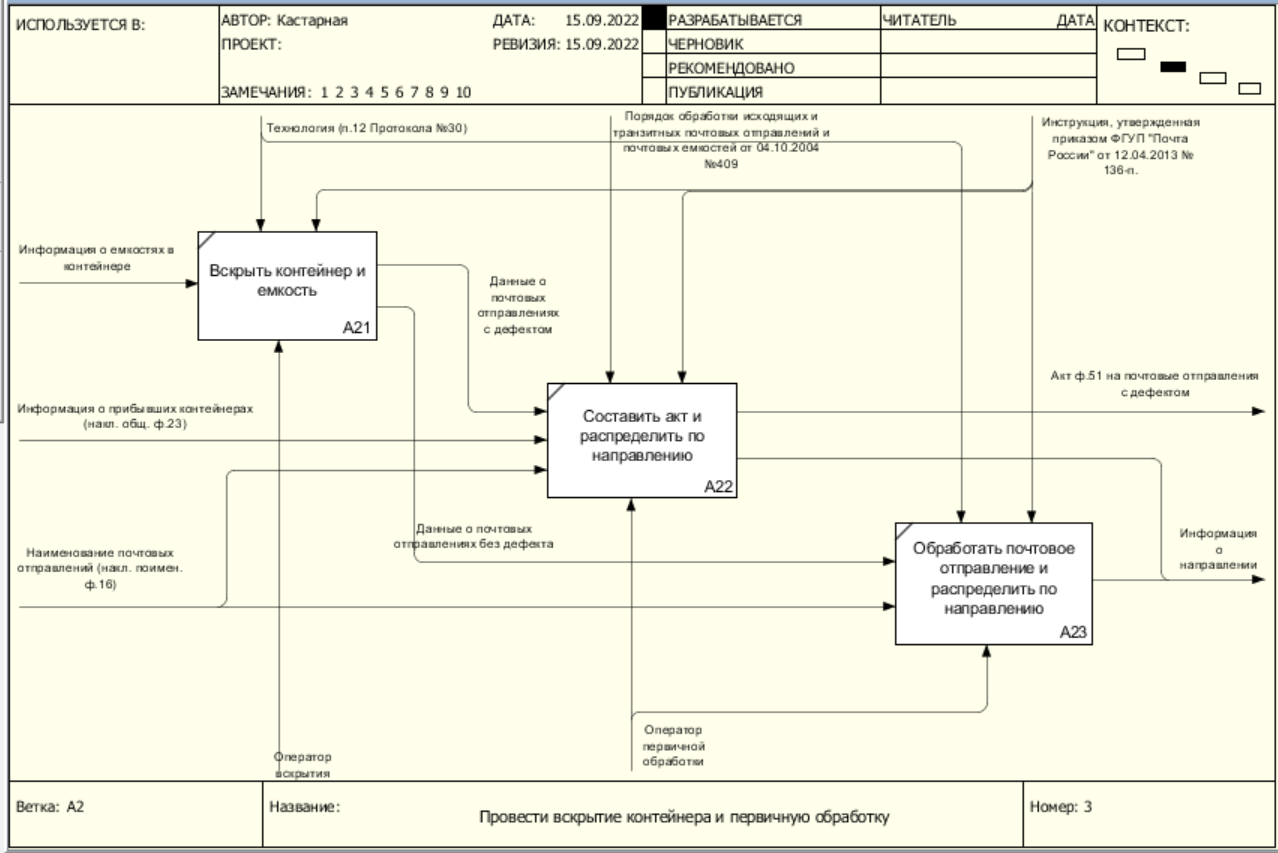 ИСПОЛЬЗУЕТСЯ В:
АВТОР: Кастарная
ДАТА: 15.09.2022
ПРОЕКТ:
РЕВИЗИЯ: 15.09.2022
ЗАМЕЧАНИЯ: 1 2 3 4 5 6 7 8 9 10
РАЗРАБАТЫВАЕТСЯ
ЧЕРНОВИК
РЕКОМЕНДОВАНО
ПУБЛИКАЦИЯ
ЧИТАТЕЛЬ ДАТА
КОНТЕКСТ:
Технология (п.12 Протокола №30)
Порядок обработки исходящих и
транзитных почтовых отправлений и
почтовых емкостей от 04.10.2004
№409
Инструкция, утвержденная
приказом ФГУП "Почта
России" от 12.04.2013 №
136-п.
Информация о емкостях в
контейнере
Вскрыть контейнер и
емкость
A21
Данные о
почтовых
отправлениях
с дефектом
Информация о прибывших контейнерах
(накл. общ. ф.23)
Составить акт и
распределить по
направлению
A22
Акт ф.51 на почтовые отправления
с дефектом
Данные о почтовых
отправлениях без дефекта
Наименование почтовых
отправлений (накл. поимен.
ф.16)
Обработать почтовое
отправление и
распределить по
направлению
A23
Информация
о
направлении
Оператор
вскрытия
Оператор
первичной
обработки
Ветка: A2
Название:
Провести вскрытие контейнера и первичную обработку
Номер: 3